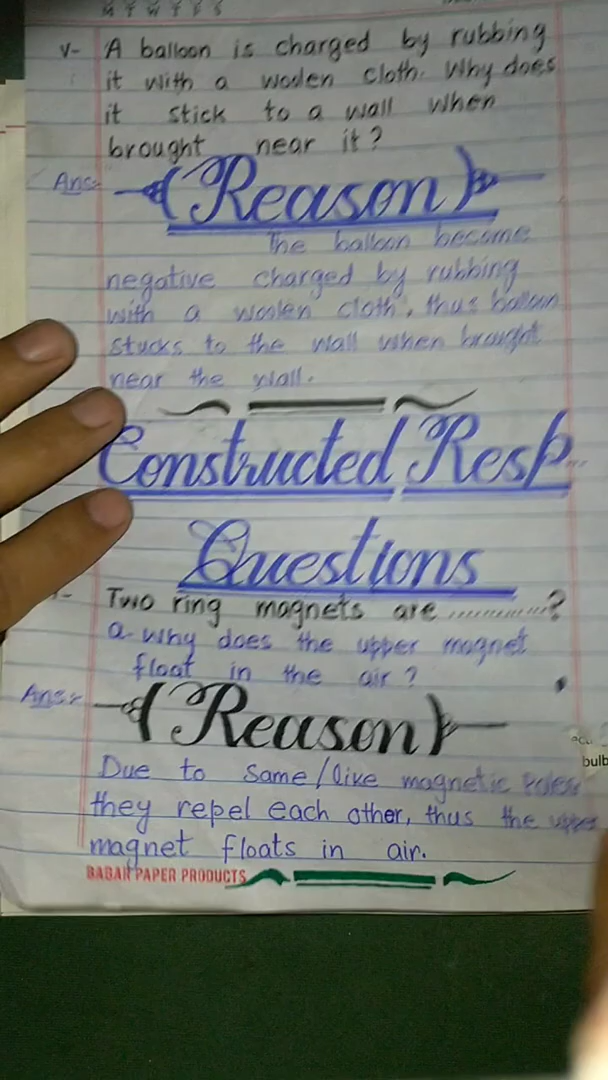 v- A balloon is charged by rubbing
it with a woolen cloth. Why does
it stick to a wall when
brought near it?
Ans- (Reason)
The balloon become
negative charged by rubbing
with a woolen cloth, thus balloon
stucks to the wall when brought
near the wall.
Constructed Resp...
Questions
Two ring magnets are ............?
a why does the upper magnet
float in the air?
Ans:- (Reason)
Due to same/like magnetic poles
they repel each other, thus the upper
magnet floats in air.
BABAR PAPER PRODUCTS
bulb